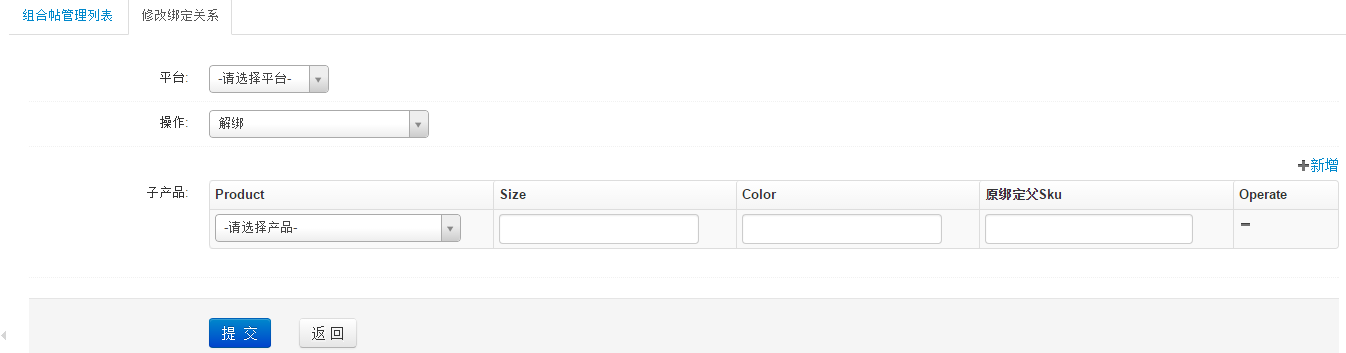 组合帖管理列表 修改绑定关系
平台: -请选择平台-
操作: 解绑
新增
子产品: Product Size Color 原绑定父Sku Operate
-请选择产品-
提 交 返 回